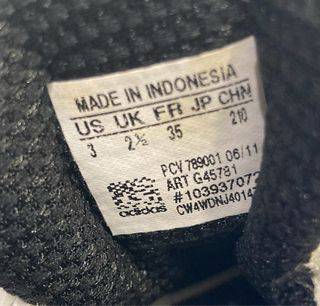 MADE IN INDONESIA
US UK FR JP CHN
3 2½ 35 210
PCV 789001 06/11
ART G45781
#103937072
CW4WDNJ40147
adidas